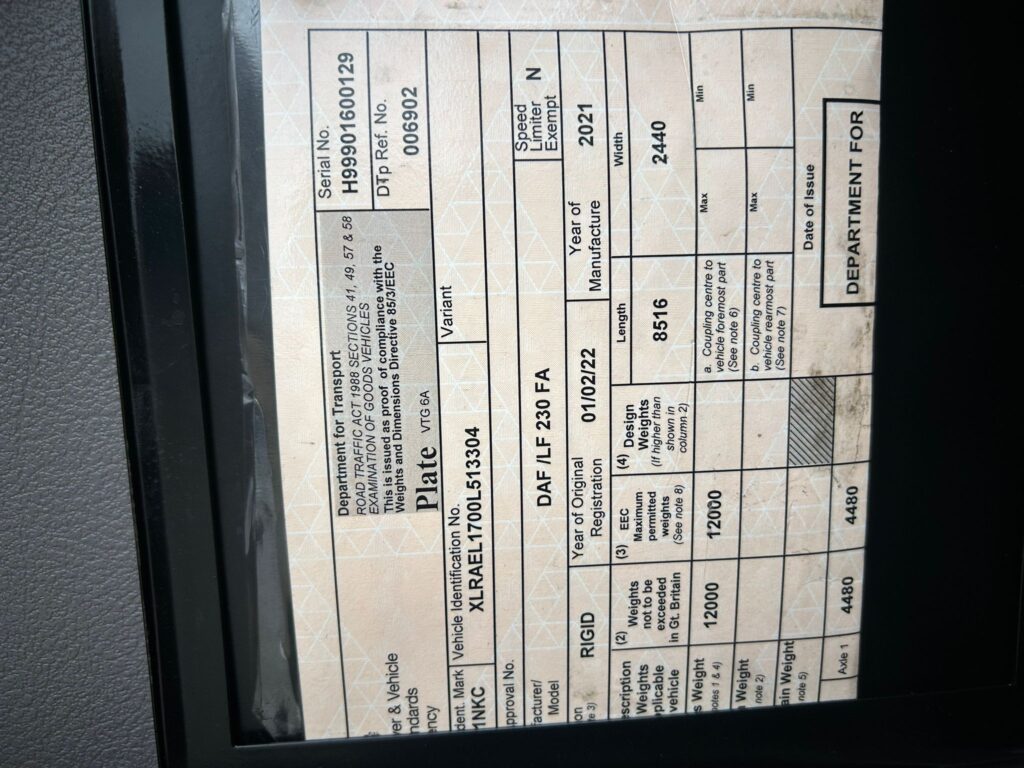 Department for Transport
ROAD TRAFFIC ACT 1988 SECTIONS 41, 49, 57 & 58
EXAMINATION OF GOODS VEHICLES
This is issued as proof of compliance with the
Weights and Dimensions Directive 85/3/EEC
Plate VTG 6A
Serial No.
H99901600129
DTp Ref. No.
006902
er & Vehicle
ndards
ncy
dent. Mark
1NKC
Vehicle Identification No.
XLRAEL1700L513304
Variant
pproval No.
facturer/
Model
DAF /LF 230 FA
Speed
Limiter
Exempt
N
on
te 3)
RIGID
Year of Original
Registration
01/02/22
Year of
Manufacture
2021
scription
Weights
plicable
vehicle
(2) Weights
not to be
exceeded
in Gt. Britain
(3) EEC
Maximum
permitted
weights
(See note 8)
(4) Design
Weights
(If higher than
shown in
column 2)
Length
8516
Width
2440
s Weight
otes 1 & 4)
12000
12000
a. Coupling centre to
vehicle foremost part
(See note 6)
Max
Min
n Weight
note 2)
b. Coupling centre to
vehicle rearmost part
(See note 7)
Max
Min
ain Weight
note 5)
Date of Issue
Axle 1
4480
4480
DEPARTMENT FOR